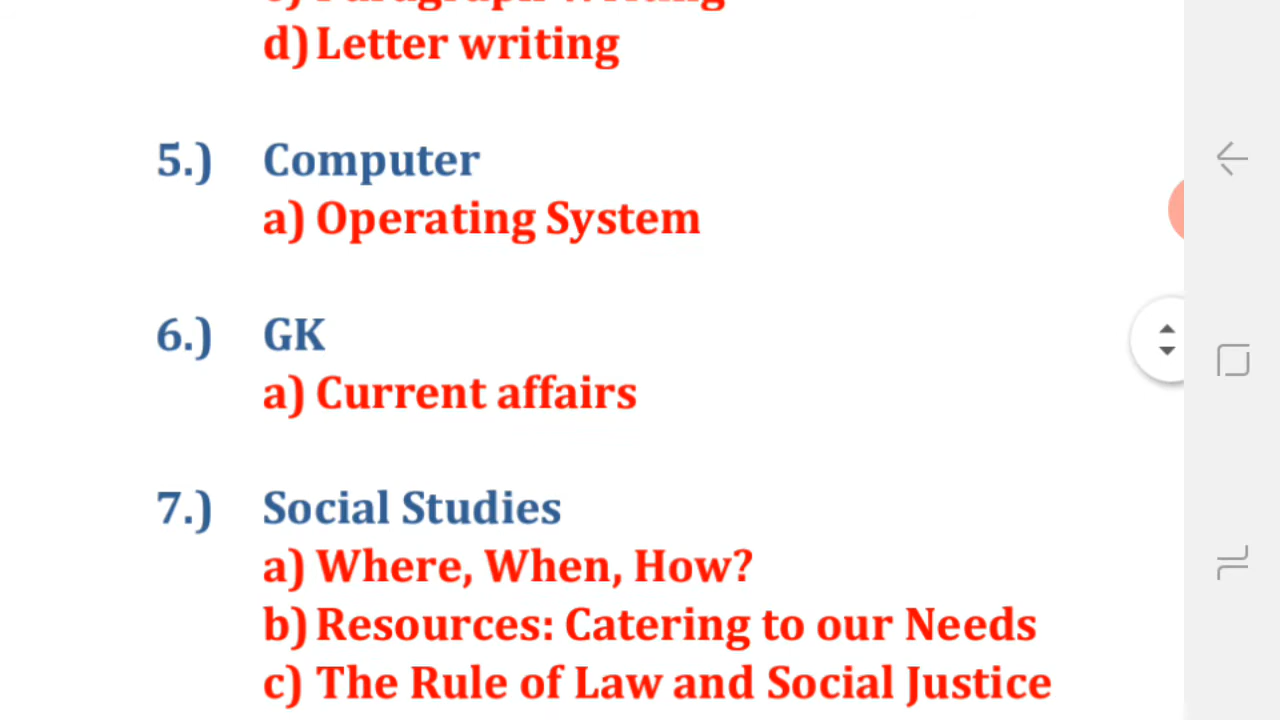 d) Letter writing
5.) Computer
a) Operating System
6.) GK
a) Current affairs
7.) Social Studies
a) Where, When, How?
b) Resources: Catering to our Needs
c) The Rule of Law and Social Justice